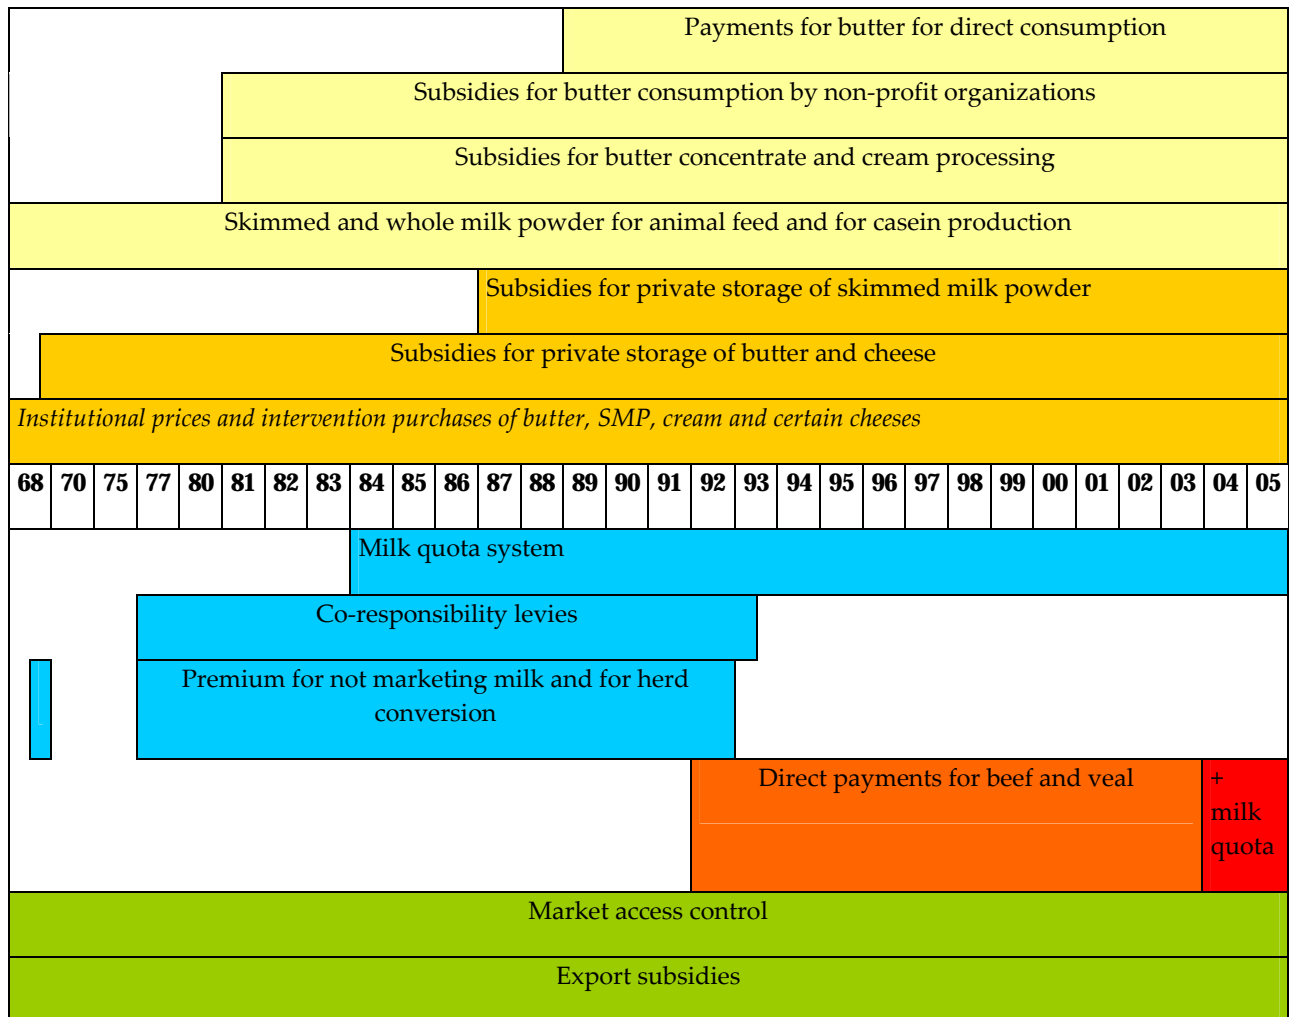 Payments for butter for direct consumption
Subsidies for butter consumption by non-profit organizations
Subsidies for butter concentrate and cream processing
Skimmed and whole milk powder for animal feed and for casein production
Subsidies for private storage of skimmed milk powder
Subsidies for private storage of butter and cheese
Institutional prices and intervention purchases of butter, SMP, cream and certain cheeses
68 70 75 77 80 81 82 83 84 85 86 87 88 89 90 91 92 93 94 95 96 97 98 99 00 01 02 03 04 05
Milk quota system
Co-responsibility levies
Premium for not marketing milk and for herd
conversion
Direct payments for beef and veal
+
milk
quota
Market access control
Export subsidies